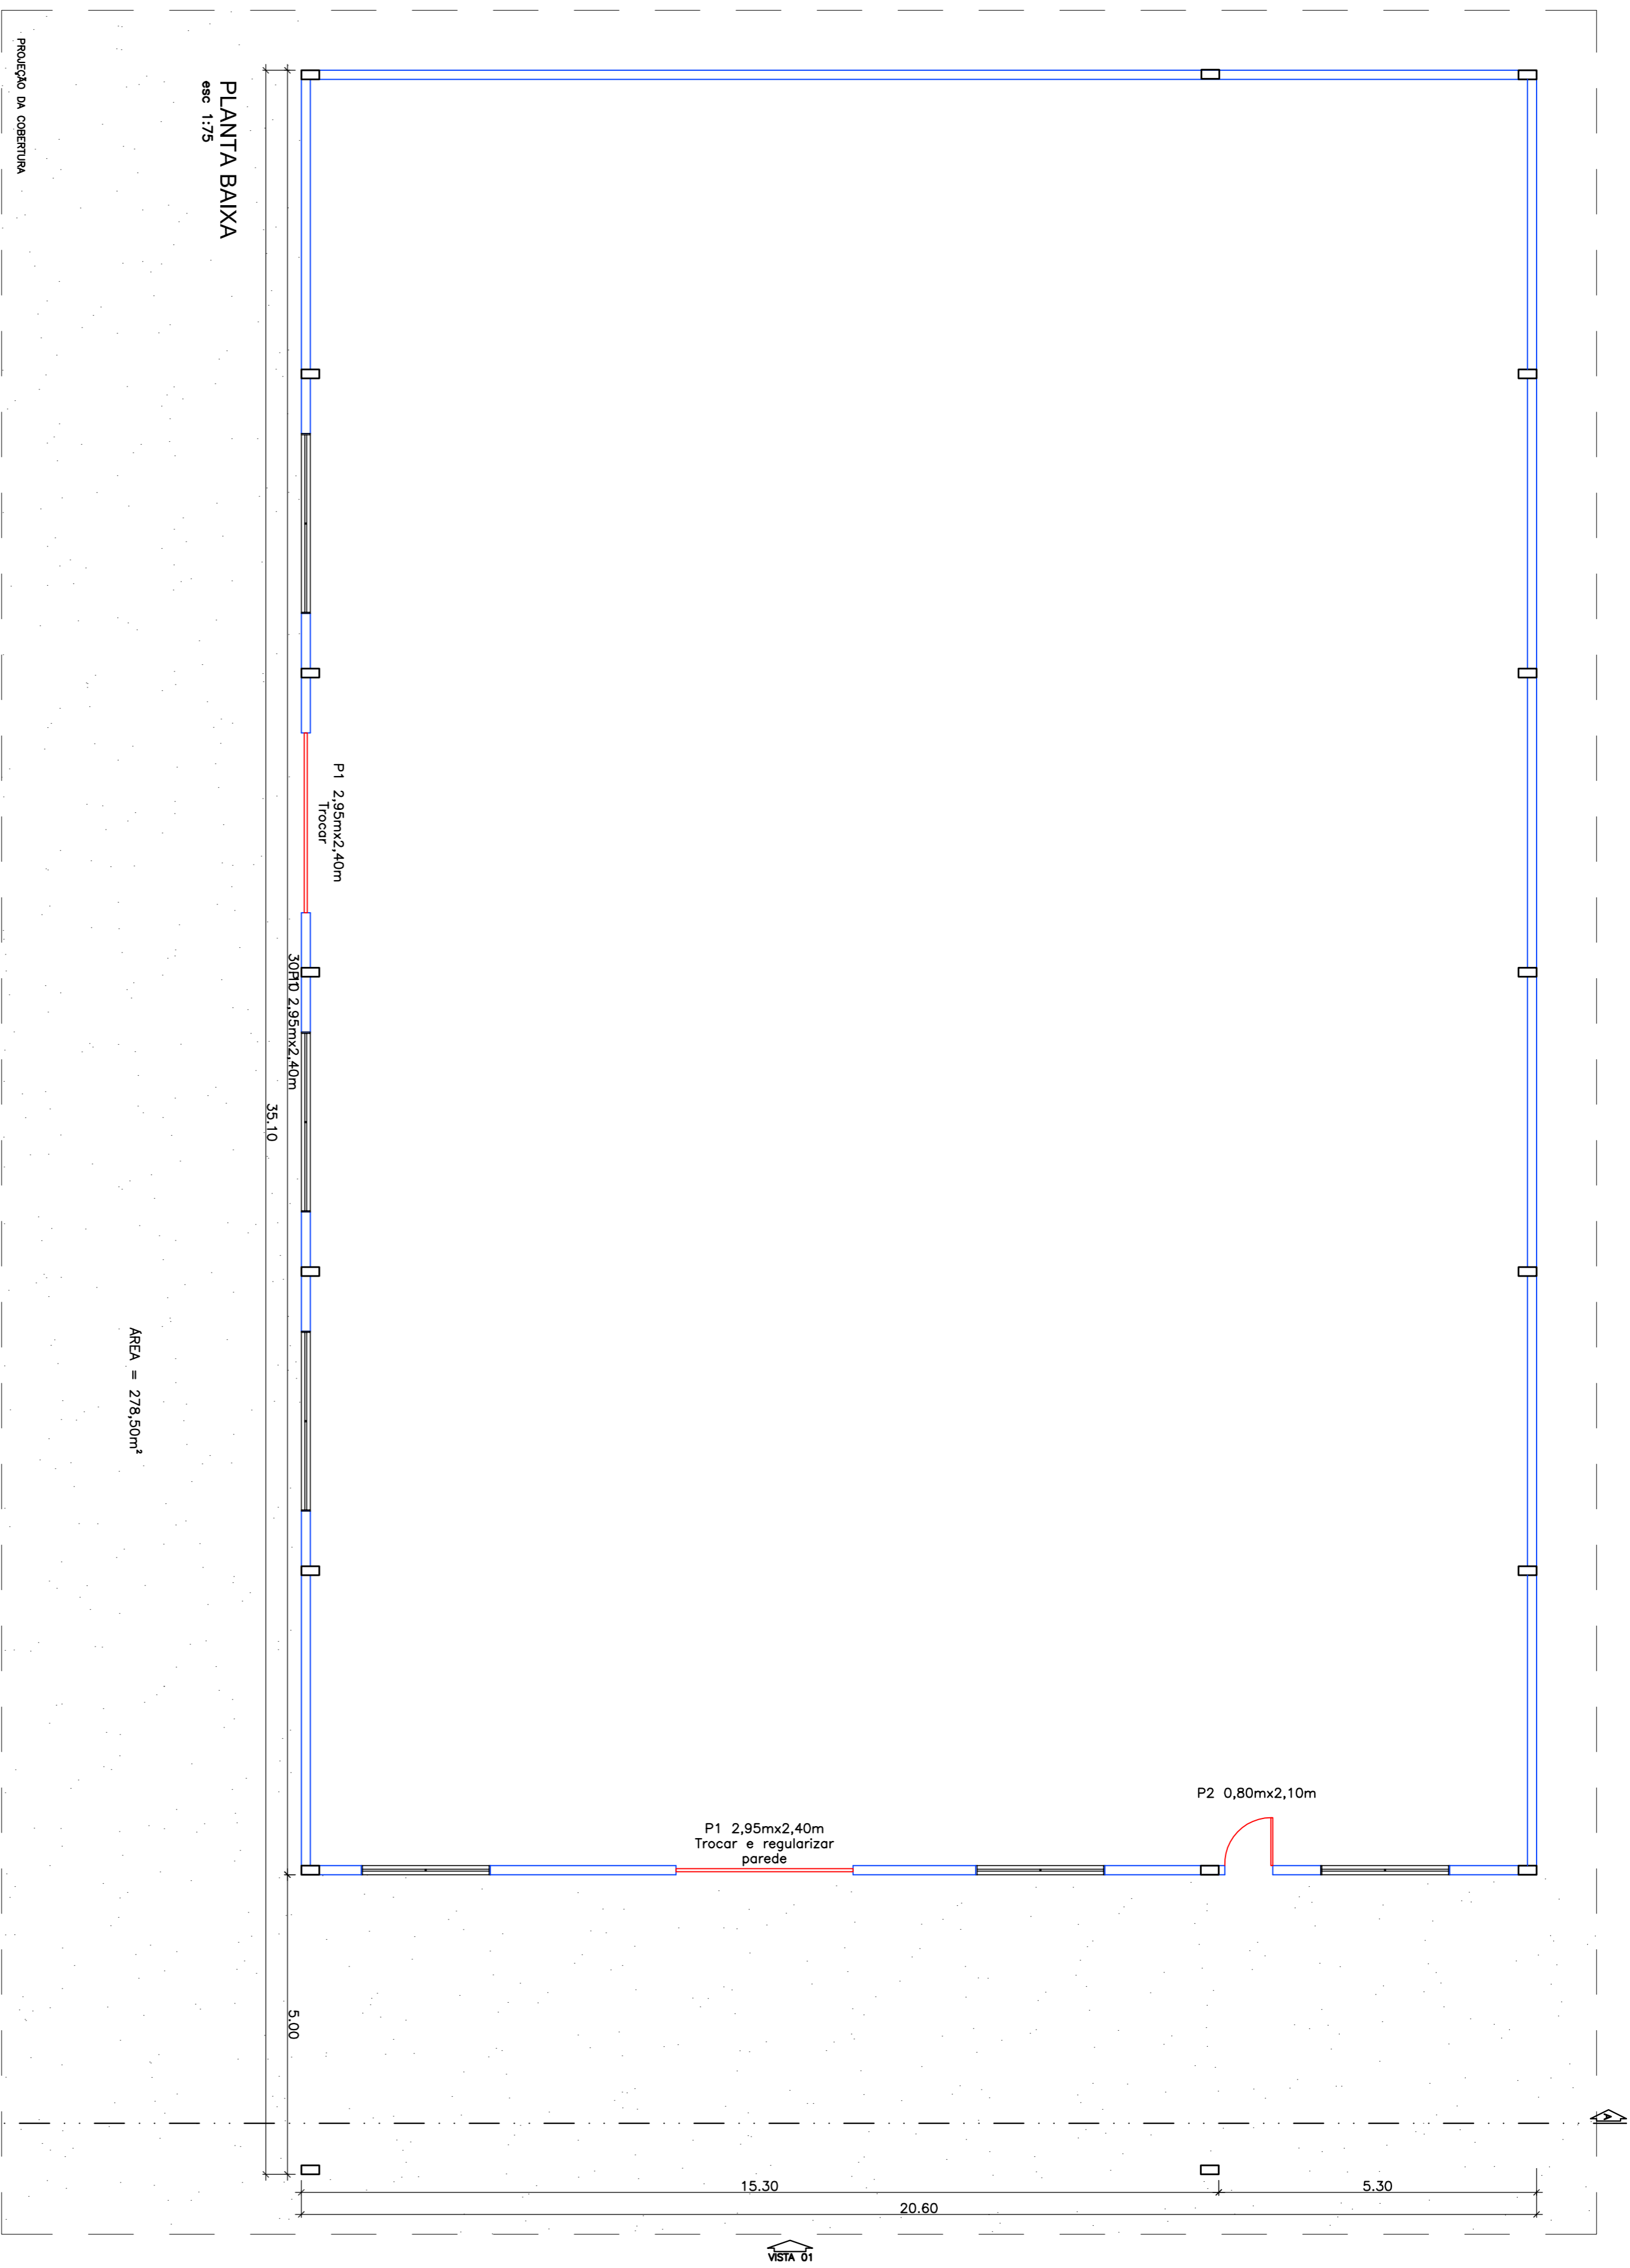 PROJEÇÃO DA COBERTURA
PLANTA BAIXA
esc 1:75
P1 2,95mx2,40m
Trocar
P1 2,95mx2,40m
35.10
ÁREA = 278,50m²
P2 0,80mx2,10m
P1 2,95mx2,40m
Trocar e regularizar
parede
5.00
A
15.30
5.30
20.60
VISTA 01